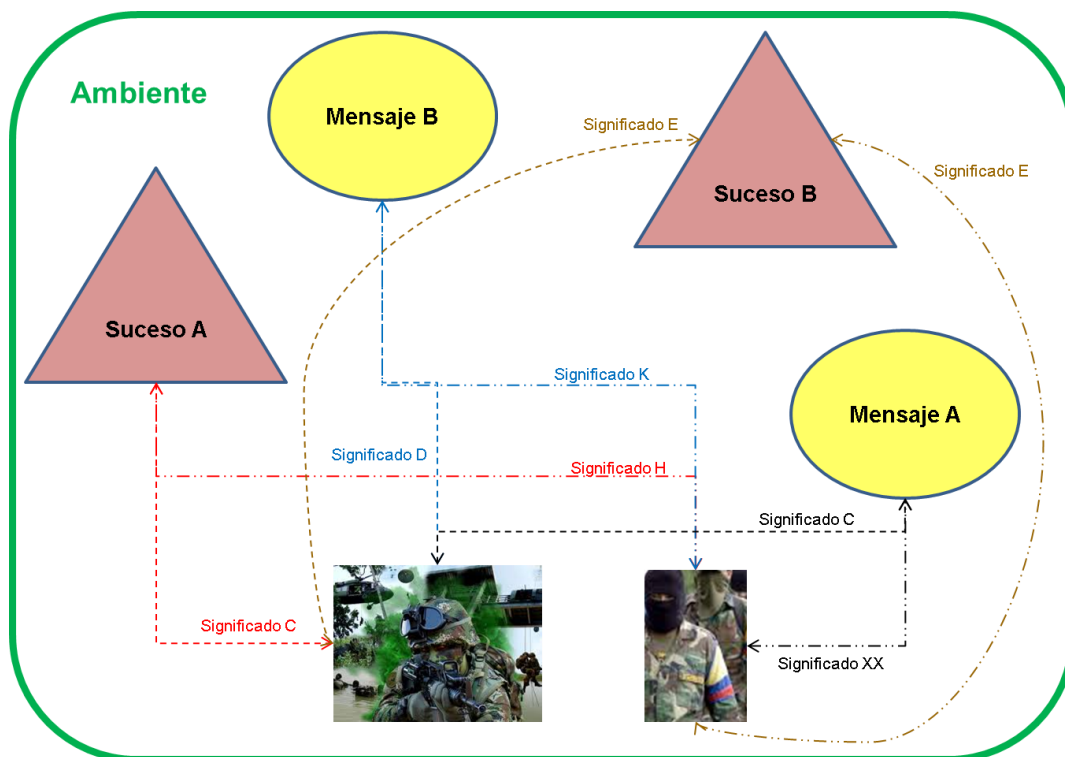 Ambiente
Mensaje B
Significado E
Significado E
Suceso B
Suceso A
Significado K
Mensaje A
Significado D
Significado H
Significado C
Significado C
Significado XX